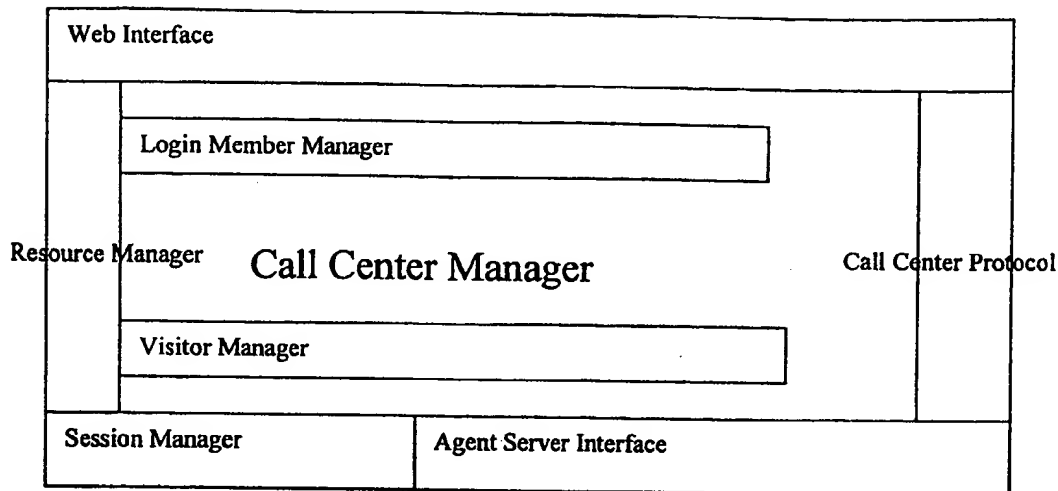 Web Interface
Login Member Manager
Resource Manager
Call Center Manager
Call Center Protocol
Visitor Manager
Session Manager
Agent Server Interface